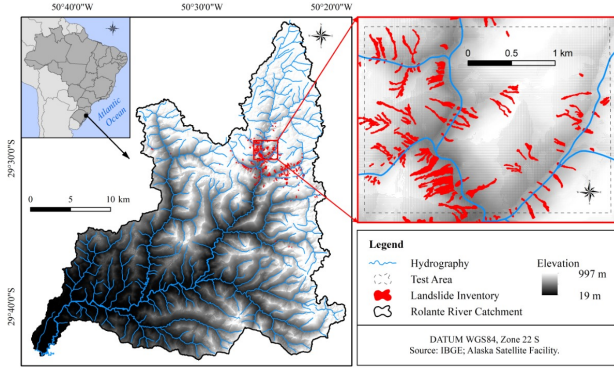 50°40'0"W
50°30'0"W
50°20'0"W
Atlantic
Ocean
29°30'0"S
29°40'0"S
0 5 10
km
0 0.5 1 km
Legend
Hydrography
Test Area
Landslide Inventory
Rolante River Catchment
Elevation
997 m
19 m
DATUM WGS84, Zone 22 S
Source: IBGE; Alaska Satellite Facility.